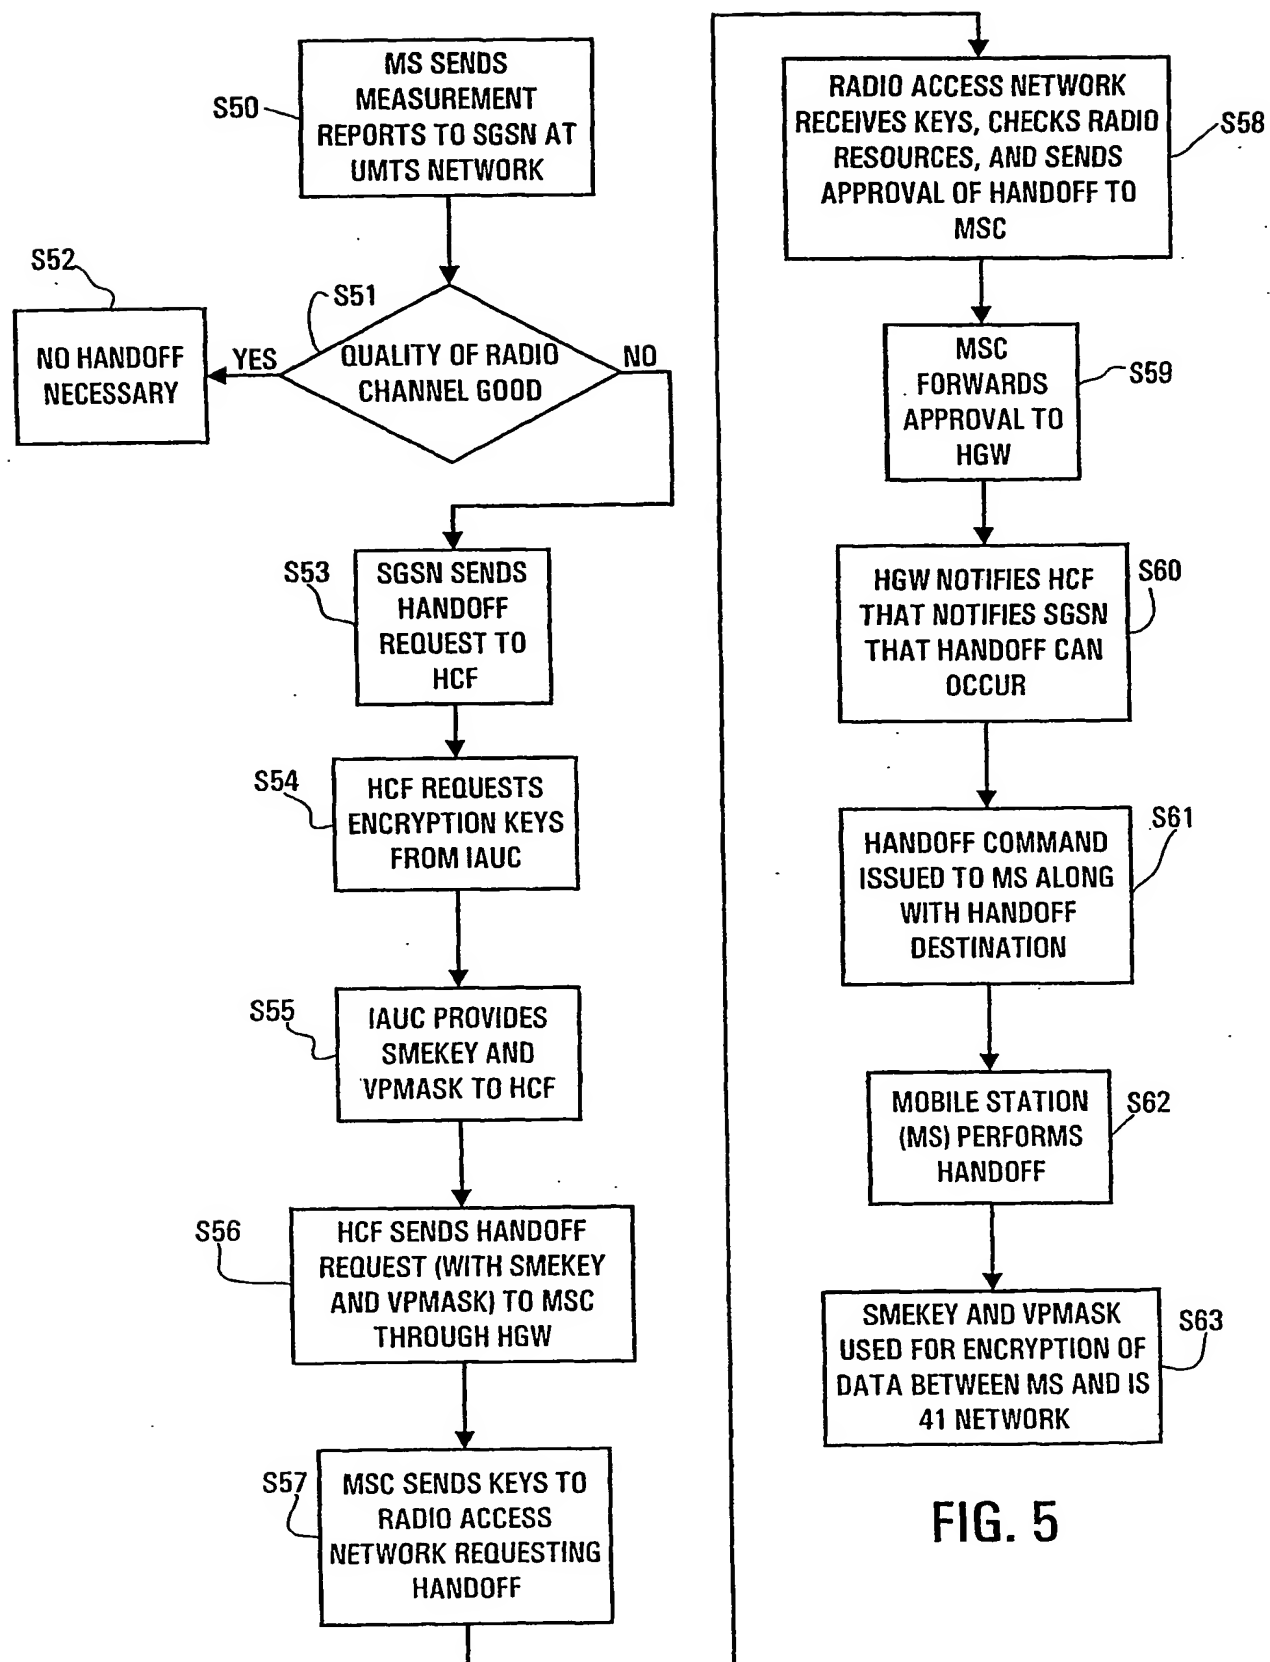 S50
MS SENDS
MEASUREMENT
REPORTS TO SGSN AT
UMTS NETWORK
S52
NO HANDOFF
NECESSARY
YES
S51
QUALITY OF RADIO
CHANNEL GOOD
NO
S53
SGSN SENDS
HANDOFF
REQUEST TO
HCF
S54
HCF REQUESTS
ENCRYPTION KEYS
FROM IAUC
S55
IAUC PROVIDES
SMEKEY AND
VPMASK TO HCF
S56
HCF SENDS HANDOFF
REQUEST (WITH SMEKEY
AND VPMASK) TO MSC
THROUGH HGW
S57
MSC SENDS KEYS TO
RADIO ACCESS
NETWORK REQUESTING
HANDOFF
RADIO ACCESS NETWORK
RECEIVES KEYS, CHECKS RADIO
RESOURCES, AND SENDS
APPROVAL OF HANDOFF TO
MSC
S58
MSC
FORWARDS
APPROVAL TO
HGW
S59
HGW NOTIFIES HCF
THAT NOTIFIES SGSN
THAT HANDOFF CAN
OCCUR
S60
HANDOFF COMMAND
ISSUED TO MS ALONG
WITH HANDOFF
DESTINATION
S61
MOBILE STATION
(MS) PERFORMS
HANDOFF
S62
SMEKEY AND VPMASK
USED FOR ENCRYPTION OF
DATA BETWEEN MS AND IS
41 NETWORK
S63
FIG. 5